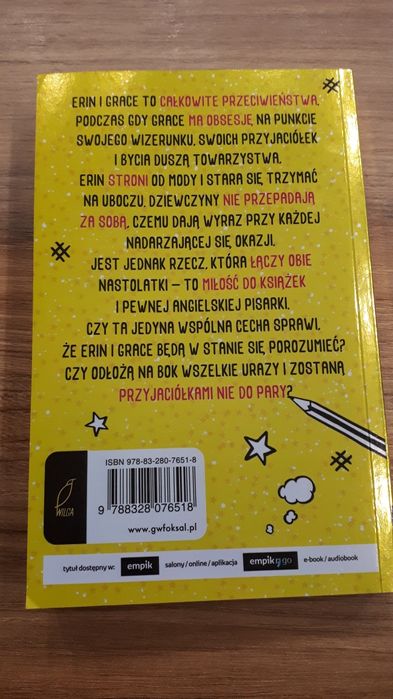 ERIN I GRACE TO CAŁKOWITE PRZECIWIEŃSTWA.
PODCZAS GDY GRACE MA OBSESJĘ NA PUNKCIE
SWOJEGO WIZERUNKU, SWOICH PRZYJACIÓŁEK
I BYCIA DUSZĄ TOWARZYSTWA,
ERIN STRONI OD MODY I STARA SIĘ TRZYMAĆ
NA UBOCZU. DZIEWCZYNY NIE PRZEPADAJĄ
ZA SOBĄ, CZEMU DAJĄ WYRAZ PRZY KAŻDEJ
NADARZAJĄCEJ SIĘ OKAZJI.
JEST JEDNAK RZECZ, KTÓRA ŁĄCZY OBIE
NASTOLATKI – TO MIŁOŚĆ DO KSIĄŻEK
I PEWNEJ ANGIELSKIEJ PISARKI.
CZY TA JEDYNA WSPÓLNA CECHA SPRAWI,
ŻE ERIN I GRACE BĘDĄ W STANIE SIĘ POROZUMIEĆ?
CZY ODŁOŻĄ NA BOK WSZELKIE URAZY I ZOSTANĄ
PRZYJACIÓŁKAMI NIE DO PARY?
ISBN 978-83-280-7651-8
9 788328 076518
WILGA
www.gwfoksal.pl
tytuł dostępny w: empik salony / online / aplikacja empik go e-book / audiobook